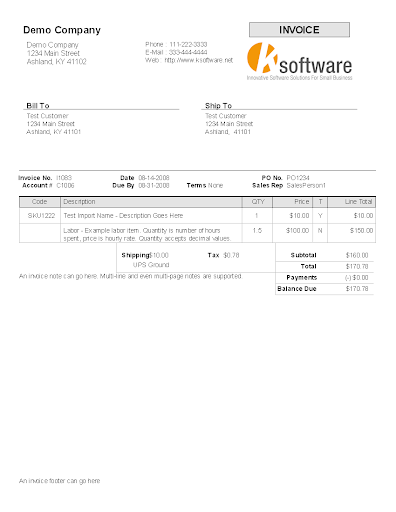 Demo Company
INVOICE
Demo Company
1234 Main Street
Ashland, KY 41102
Phone : 111-222-3333
E-Mail : 333-444-4444
Web : http://www.ksoftware.net
Ksoftware
Innovative Software Solutions For Small Business
Bill To
Test Customer
1234 Main Street
Ashland, KY 41101
Ship To
Test Customer
1234 Main Street
Ashland, 41101
Invoice No. I1083 Date 08-14-2008 PO No. PO1234
Account # C1006 Due By 08-31-2008 Terms None Sales Rep SalesPerson1
Code Description QTY Price T Line Total
SKU1222 Test Import Name - Description Goes Here 1 $10.00 Y $10.00
Labor - Example labor item. Quantity is number of hours 1.5 $100.00 N $150.00
spent, price is hourly rate. Quantity accepts decimal values.
Shipping $10.00 Tax $0.78 Subtotal $160.00
UPS Ground Total $170.78
An invoice note can go here. Multi-line and even multi-page notes are supported. Payments (-) $0.00
Balance Due $170.78
An invoice footer can go here